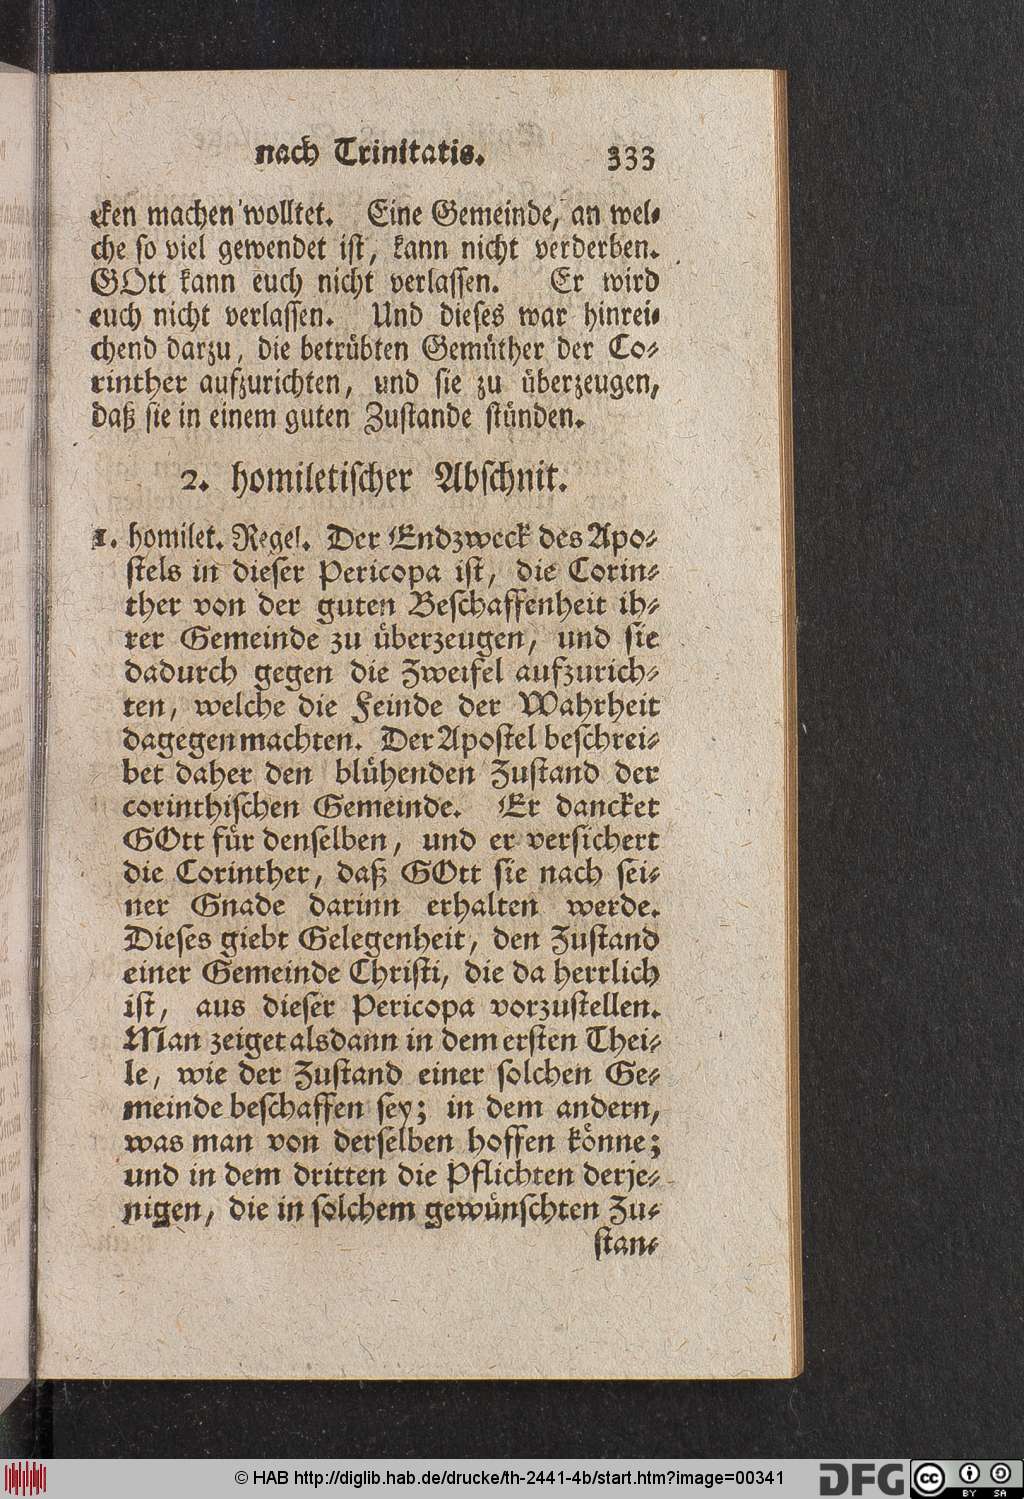 nach Trinitatis. 333
cken machen wolltet. Eine Gemeinde, an wel-
che so viel gewendet ist, kann nicht verderben.
GOtt kann euch nicht verlassen. Er wird
euch nicht verlassen. Und dieses war hinrei-
chend darzu, die betrübten Gemüther der Co-
rinther aufzurichten, und sie zu überzeugen,
daß sie in einem guten Zustande stünden.
2. homiletischer Abschnit.
1. homilet. Regel. Der Endzweck des Apo-
stels in dieser Pericopa ist, die Corin-
ther von der guten Beschaffenheit ih-
rer Gemeinde zu überzeugen, und sie
dadurch gegen die Zweifel aufzurich-
ten, welche die Feinde der Wahrheit
dagegen machten. Der Apostel beschrei-
bet daher den blühenden Zustand der
corinthischen Gemeinde. Er dancket
GOtt für denselben, und er versichert
die Corinther, daß GOtt sie nach sei-
ner Gnade darinn erhalten werde.
Dieses giebt Gelegenheit, den Zustand
einer Gemeinde Christi, die da herrlich
ist, aus dieser Pericopa vorzustellen.
Man zeiget alsdann in dem ersten Thei-
le, wie der Zustand einer solchen Ge-
meinde beschaffen sey; in dem andern,
was man von derselben hoffen könne;
und in dem dritten die Pflichten derje-
nigen, die in solchem gewünschten Zu-
stan-
© HAB http://diglib.hab.de/drucke/th-2441-4b/start.htm?image=00341
DFG cc BY SA